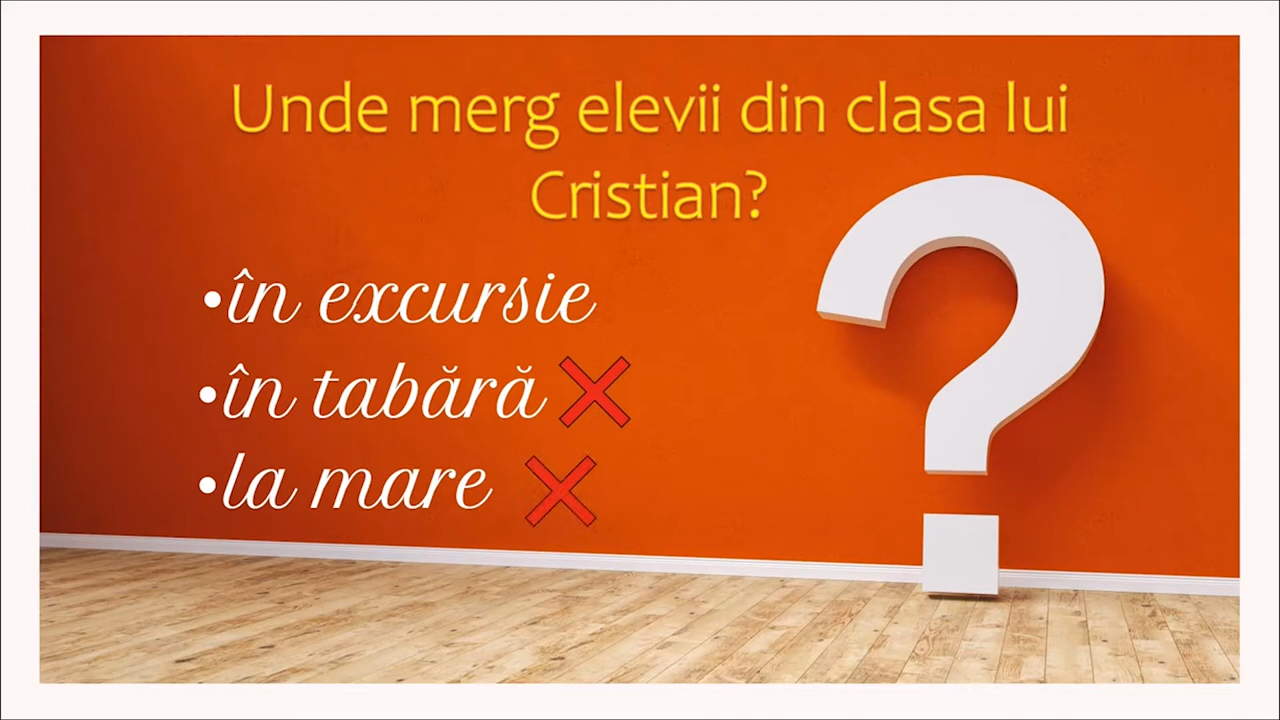 Unde merg elevii din clasa lui
Cristian?
•în excursie
•în tabără
•la mare